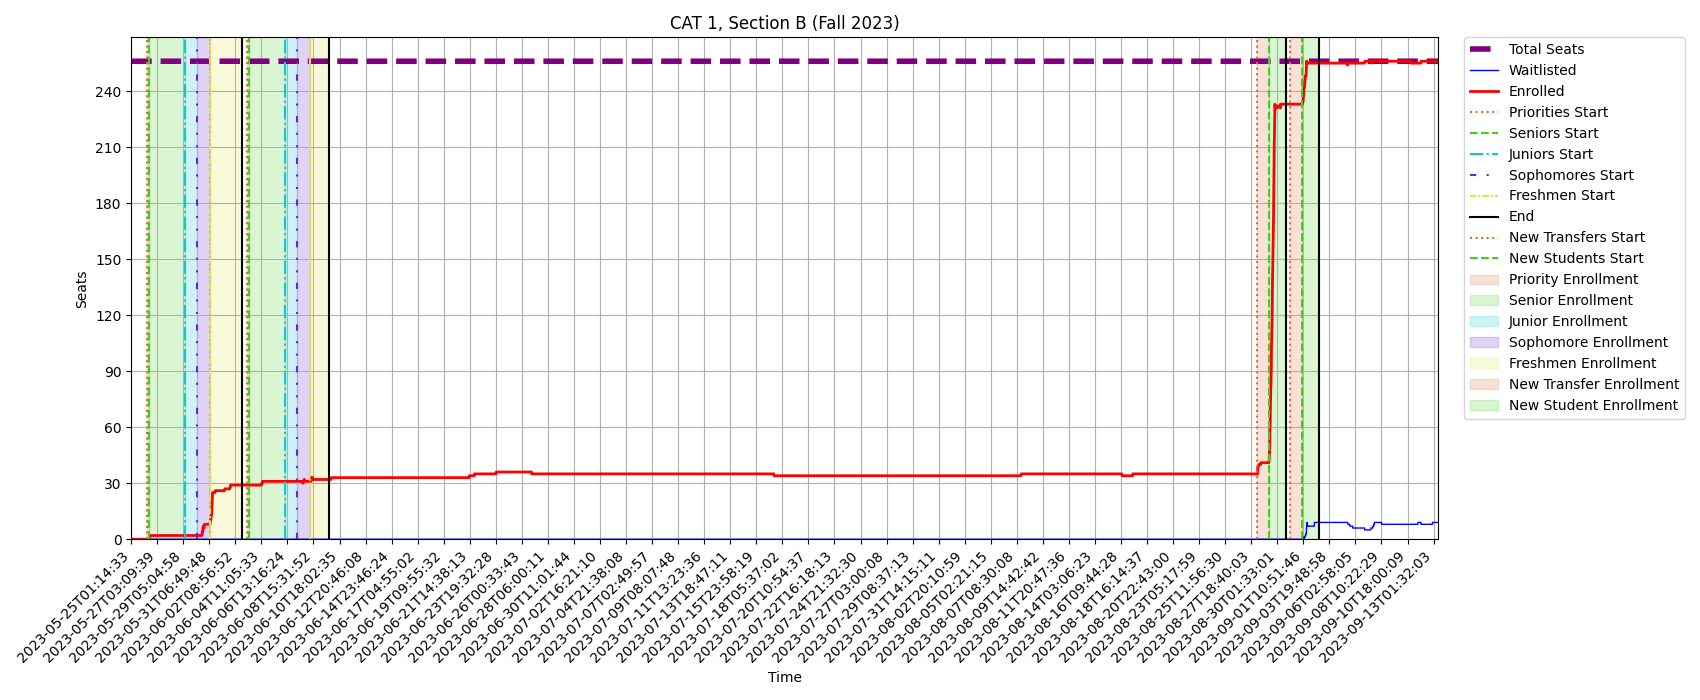 CAT 1, Section B (Fall 2023)
Seats
240
210
180
150
120
90
60
30
0
2023-05-25T01:14:33
2023-05-27T03:09:39
2023-05-29T05:04:58
2023-05-31T06:49:48
2023-06-02T08:56:52
2023-06-04T11:05:33
2023-06-06T13:16:24
2023-06-08T15:31:52
2023-06-10T18:02:35
2023-06-12T20:46:08
2023-06-14T23:46:24
2023-06-17T04:55:02
2023-06-19T09:55:32
2023-06-21T14:38:13
2023-06-23T19:32:28
2023-06-26T00:33:43
2023-06-28T06:00:11
2023-06-30T11:01:44
2023-07-02T16:21:10
2023-07-04T21:38:08
2023-07-07T02:49:57
2023-07-09T08:07:48
2023-07-11T13:23:36
2023-07-13T18:47:11
2023-07-15T23:58:19
2023-07-18T05:37:02
2023-07-20T10:54:37
2023-07-22T16:18:13
2023-07-24T21:32:30
2023-07-27T03:00:08
2023-07-29T08:37:13
2023-07-31T14:15:11
2023-08-02T20:10:59
2023-08-05T02:21:15
2023-08-07T08:30:08
2023-08-09T14:42:42
2023-08-11T20:47:36
2023-08-14T03:06:23
2023-08-16T09:44:28
2023-08-18T16:14:37
2023-08-20T22:43:00
2023-08-23T05:17:59
2023-08-25T11:56:30
2023-08-27T18:40:03
2023-08-30T01:33:01
2023-09-01T10:51:46
2023-09-03T19:48:58
2023-09-06T02:58:05
2023-09-08T10:22:29
2023-09-10T18:00:09
2023-09-13T01:32:03
Time
Total Seats
Waitlisted
Enrolled
Priorities Start
Seniors Start
Juniors Start
Sophomores Start
Freshmen Start
End
New Transfers Start
New Students Start
Priority Enrollment
Senior Enrollment
Junior Enrollment
Sophomore Enrollment
Freshmen Enrollment
New Transfer Enrollment
New Student Enrollment